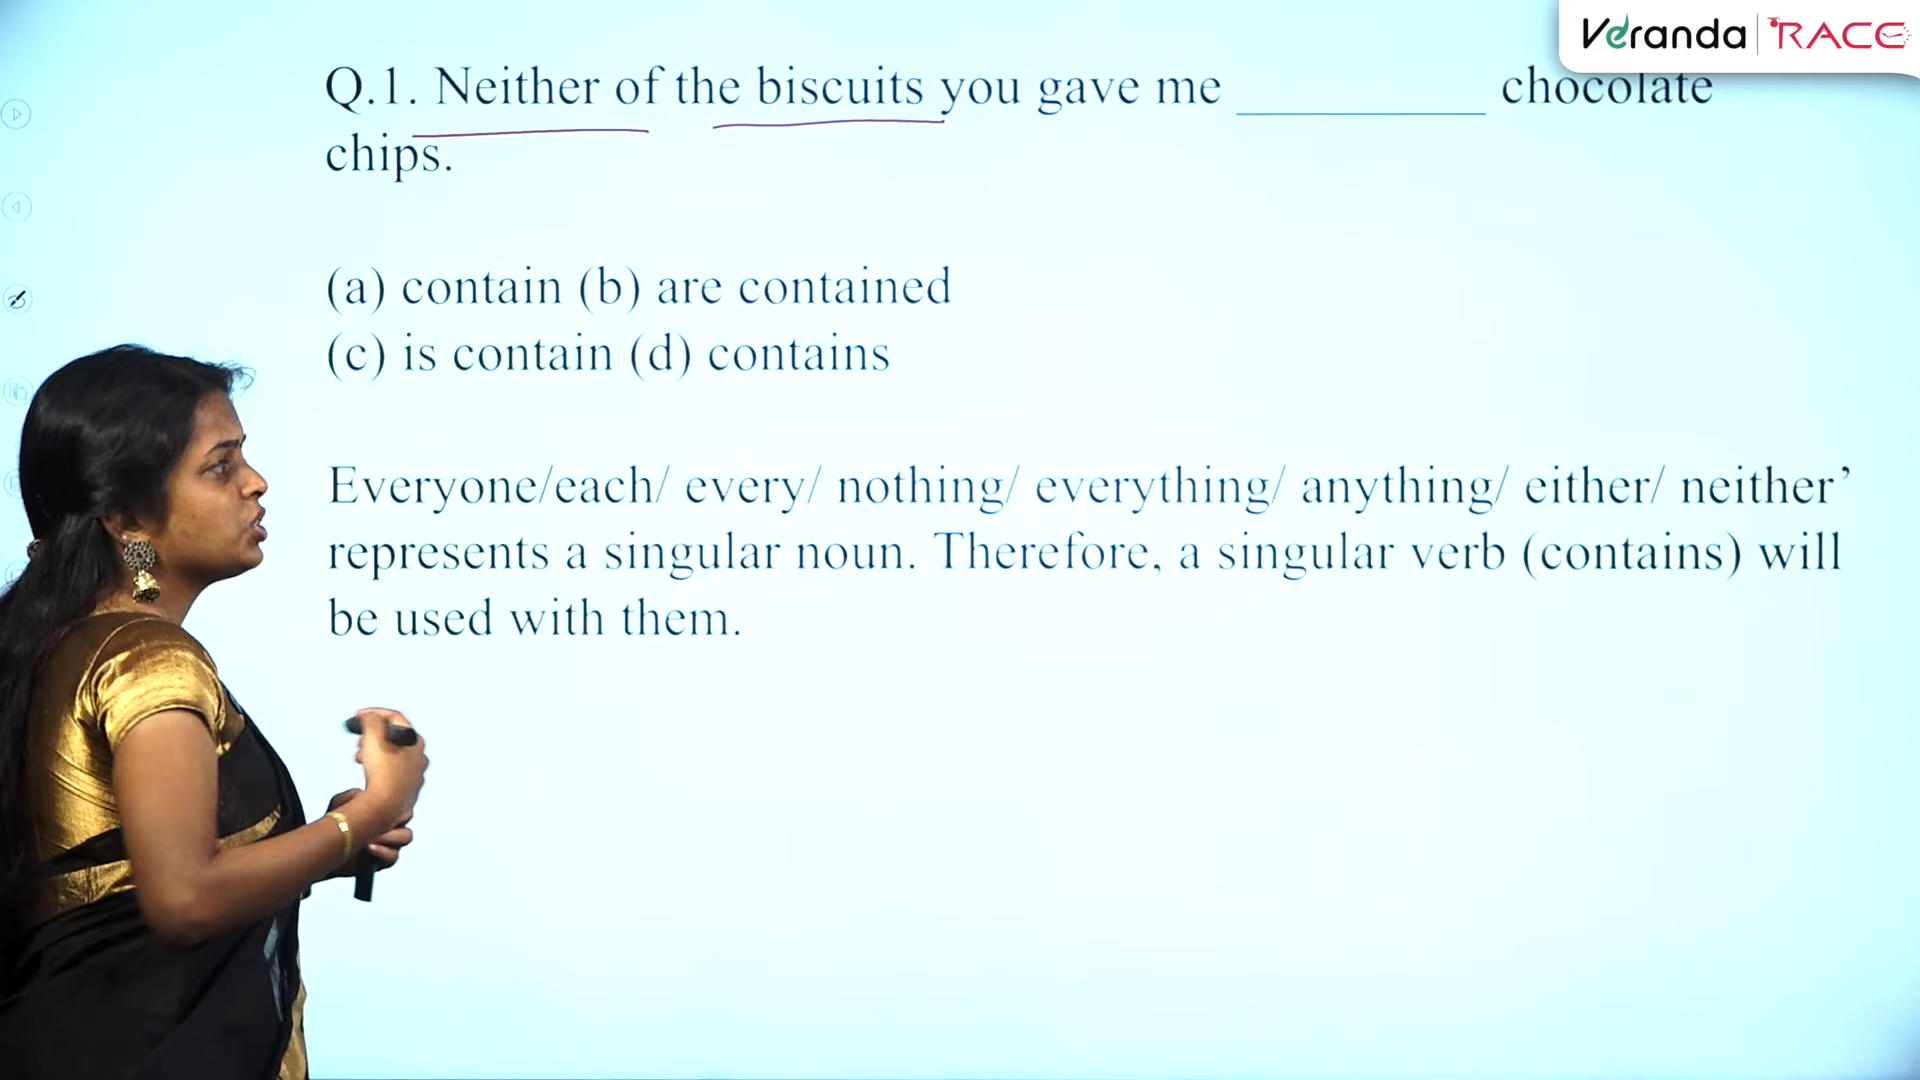 Veranda RACE
Q.1. Neither of the biscuits you gave me __________ chocolate
chips.
(a) contain (b) are contained
(c) is contain (d) contains
Everyone/each/ every/ nothing/ everything/ anything/ either/ neither’
represents a singular noun. Therefore, a singular verb (contains) will
be used with them.